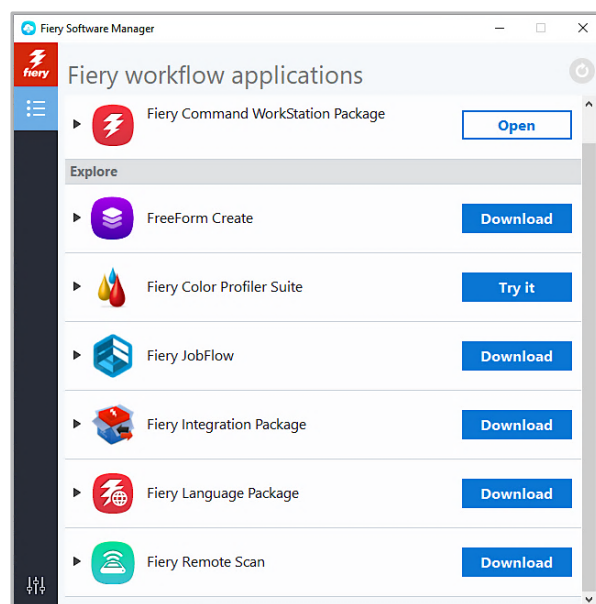 Fiery Software Manager
fiery
Fiery workflow applications
Fiery Command WorkStation Package
Open
Explore
FreeForm Create
Download
Fiery Color Profiler Suite
Try it
Fiery JobFlow
Download
Fiery Integration Package
Download
Fiery Language Package
Download
Fiery Remote Scan
Download